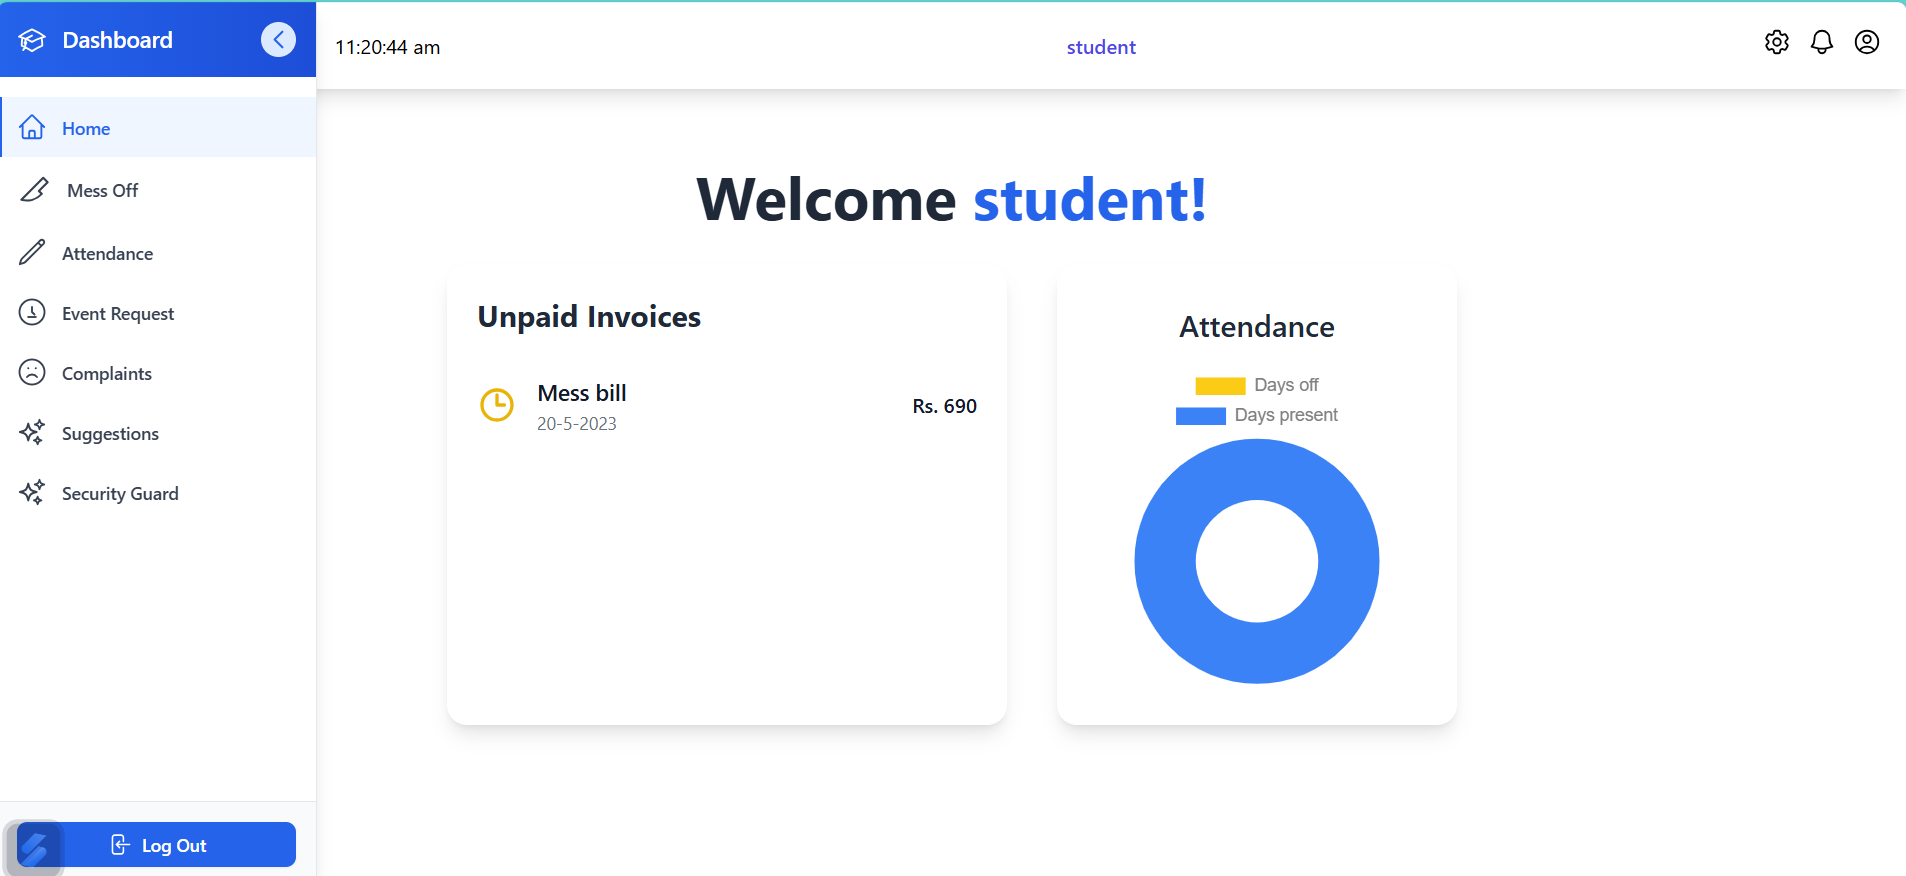 Dashboard
11:20:44 am
student
Home
Mess Off
Attendance
Event Request
Complaints
Suggestions
Security Guard
Log Out
Welcome student!
Unpaid Invoices
Mess bill
20-5-2023
Rs. 690
Attendance
Days off
Days present